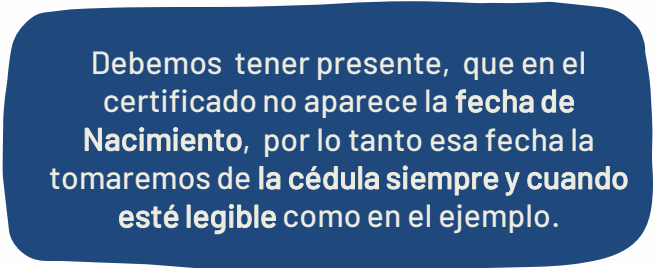 Debemos tener presente, que en el
certificado no aparece la fecha de
Nacimiento, por lo tanto esa fecha la
tomaremos de la cédula siempre y cuando
esté legible como en el ejemplo.